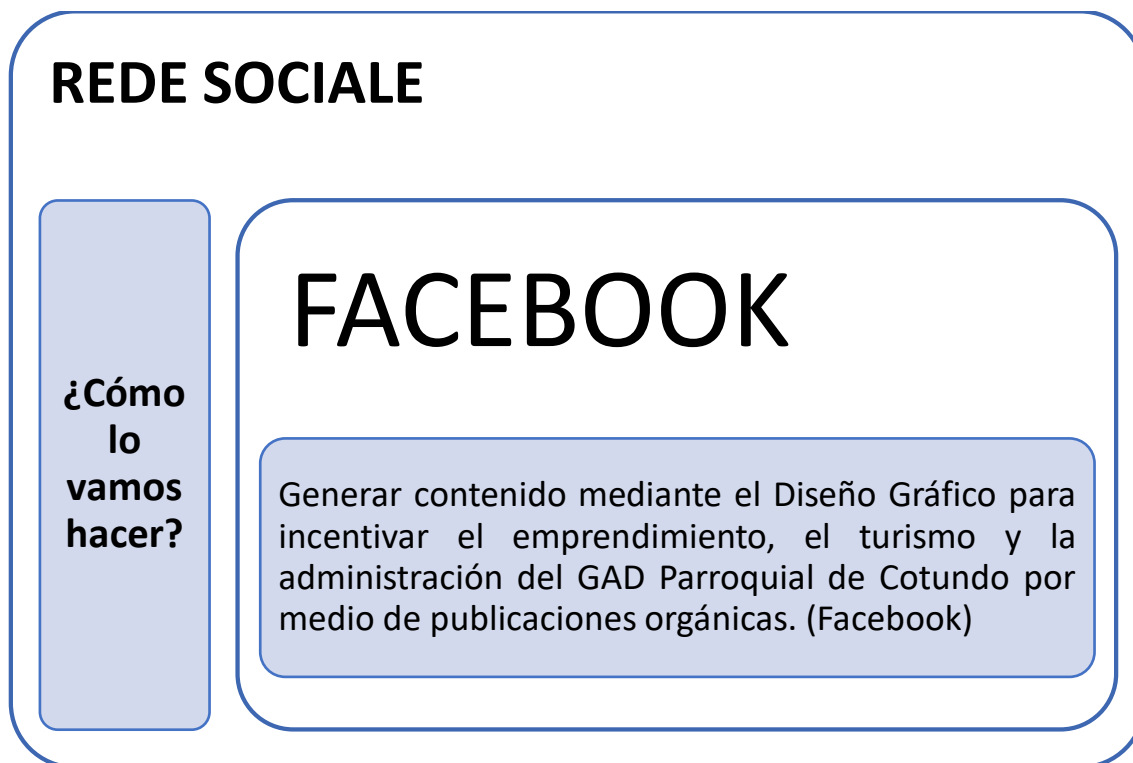 REDE SOCIALE
¿Cómo
lo
vamos
hacer?
FACEBOOK
Generar contenido mediante el Diseño Gráfico para
incentivar el emprendimiento, el turismo y la
administración del GAD Parroquial de Cotundo por
medio de publicaciones orgánicas. (Facebook)